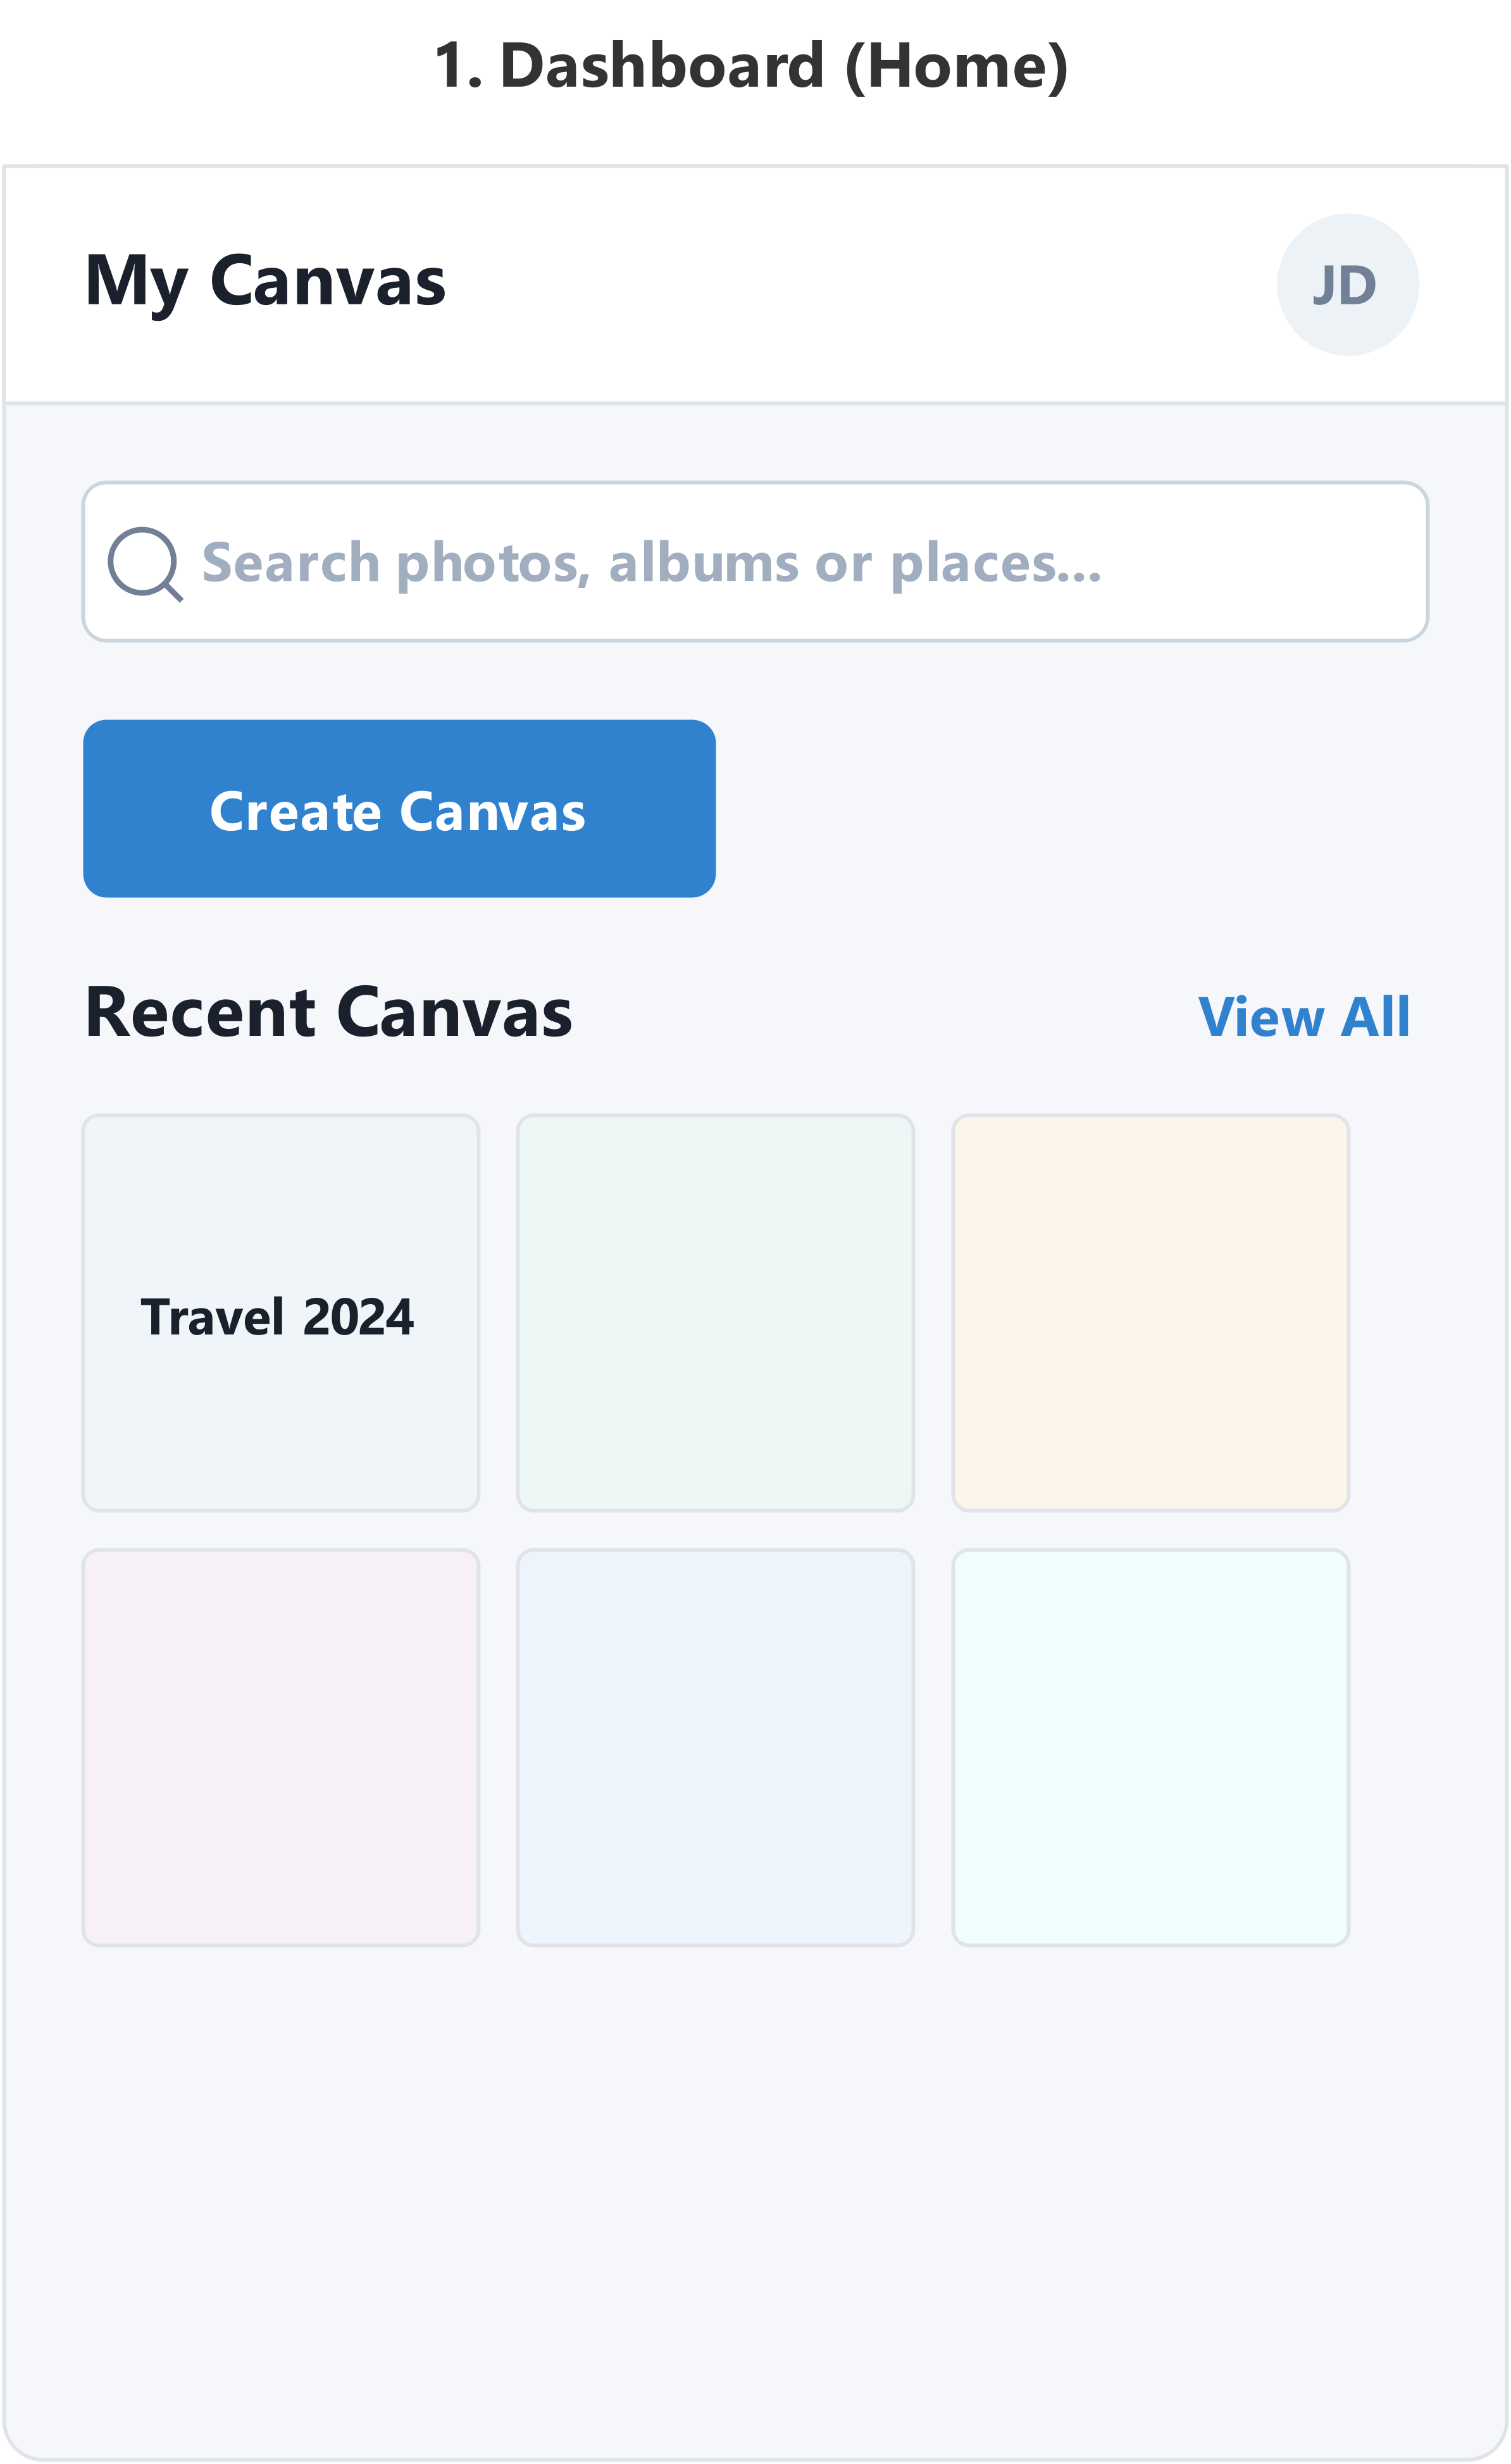 1. Dashboard (Home)
My Canvas
JD
Search photos, albums or places...
Create Canvas
Recent Canvas
View All
Travel 2024